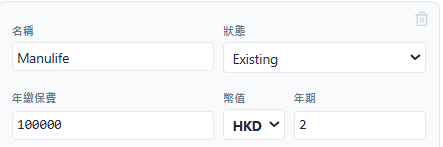 名稱 狀態
Manulife Existing
年繳保費 幣值 年期
100000 HKD 2